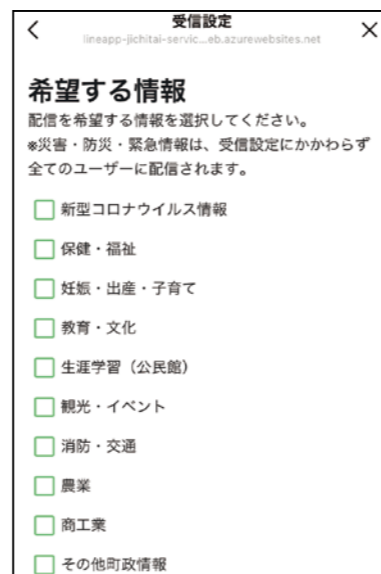 受信設定
lineapp-jichitai-servic...eb.azurewebsites.net
希望する情報
配信を希望する情報を選択してください。
※災害・防災・緊急情報は、受信設定にかかわらず
全てのユーザーに配信されます。
新型コロナウイルス情報
保健・福祉
妊娠・出産・子育て
教育・文化
生涯学習（公民館）
観光・イベント
消防・交通
農業
商工業
その他町政情報